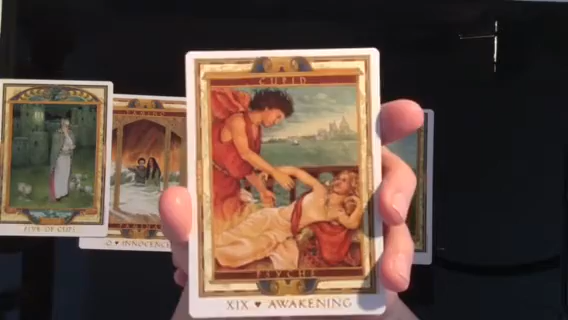 CUPID
PSYCHE
XIX ♥ AWAKENING
FIVE OF CUPS
0 ♥ INNOCENCE